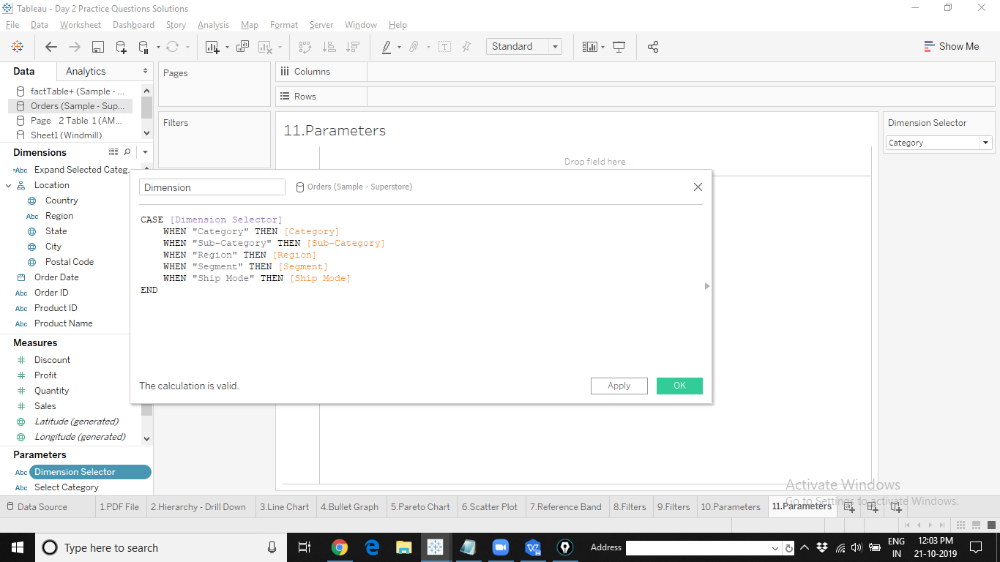 Tableau - Day 2 Practice Questions Solutions
File Data Worksheet Dashboard Story Analysis Map Format Server Window Help
Standard
Show Me
Data Analytics
factTable+ (Sample - ...
Orders (Sample - Sup...
Page 2 Table 1 (AM...
Sheet1 (Windmill)
Dimensions
=Abc Expand Selected Categ.
Location
Country
Abc Region
State
City
Postal Code
Order Date
Abc Order ID
Abc Product ID
Abc Product Name
Measures
# Discount
# Profit
# Quantity
# Sales
Latitude (generated)
Longitude (generated)
Parameters
Abc Dimension Selector
Abc Select Category
Pages
Filters
Columns
Rows
11.Parameters
Drop field here
Dimension Selector
Category
Dimension
Orders (Sample - Superstore)
CASE [Dimension Selector]
WHEN "Category" THEN [Category]
WHEN "Sub-Category" THEN [Sub-Category]
WHEN "Region" THEN [Region]
WHEN "Segment" THEN [Segment]
WHEN "Ship Mode" THEN [Ship Mode]
END
The calculation is valid.
Apply OK
Activate Windows
Go to Settings to activate Windows.
Data Source 1.PDF File 2.Hierarchy - Drill Down 3.Line Chart 4.Bullet Graph 5.Pareto Chart 6.Scatter Plot 7.Reference Band 8.Filters 9.Filters 10.Parameters 11.Parameters
Type here to search
Address
ENG
IN
12:03 PM
21-10-2019